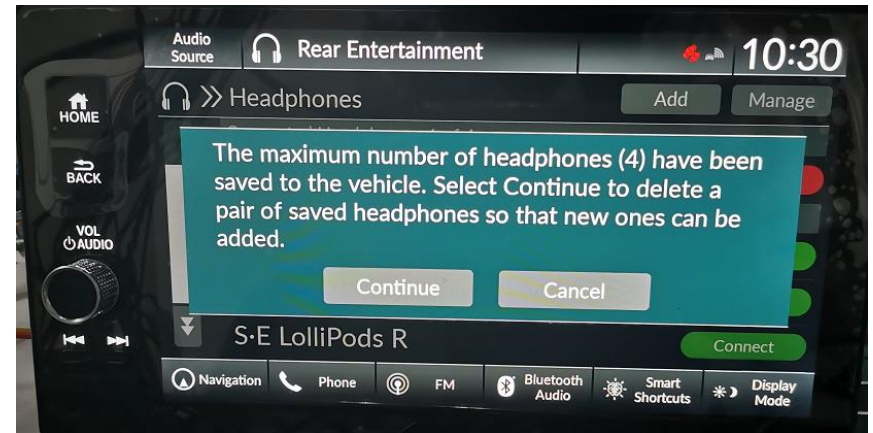 Audio
Source
Rear Entertainment
10:30
Headphones
Add
Manage
HOME
The maximum number of headphones (4) have been
saved to the vehicle. Select Continue to delete a
pair of saved headphones so that new ones can be
added.
BACK
VOL
AUDIO
Continue
Cancel
S·E LolliPods R
Connect
Navigation
Phone
FM
Bluetooth
Audio
Smart
Shortcuts
Display
Mode